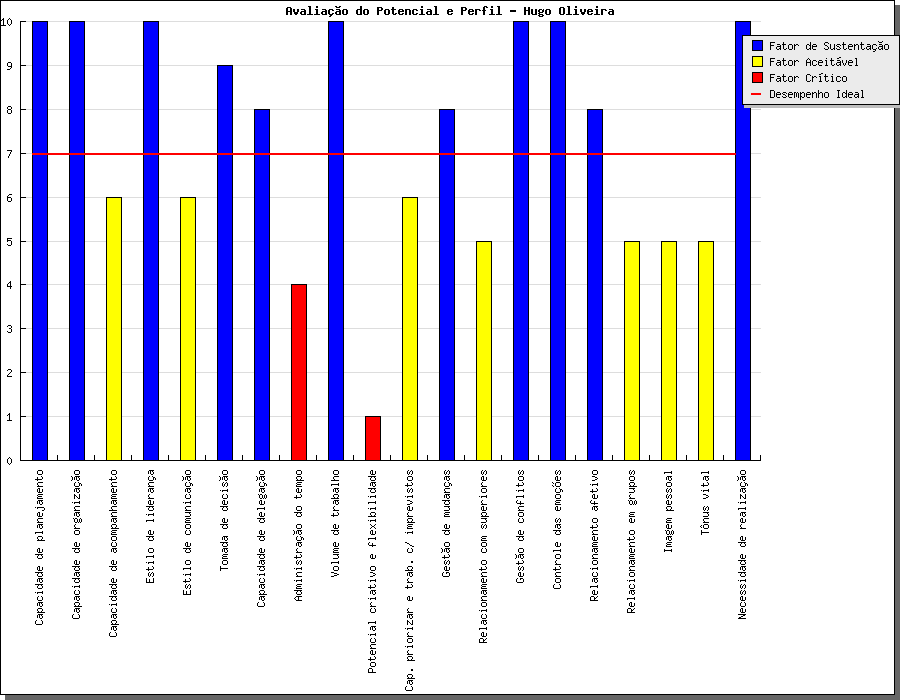 Avaliação do Potencial e Perfil - Hugo Oliveira
10
9
8
7
6
5
4
3
2
1
0
Fator de Sustentação
Fator Aceitável
Fator Crítico
Desempenho Ideal
Capacidade de planejamento
Capacidade de organização
Capacidade de acompanhamento
Estilo de liderança
Estilo de comunicação
Tomada de decisão
Capacidade de delegação
Administração do tempo
Volume de trabalho
Potencial criativo e flexibilidade
Cap. priorizar e trab. c/ imprevistos
Gestão de mudanças
Relacionamento com superiores
Gestão de conflitos
Controle das emoções
Relacionamento afetivo
Relacionamento em grupos
Imagem pessoal
Tônus vital
Necessidade de realização